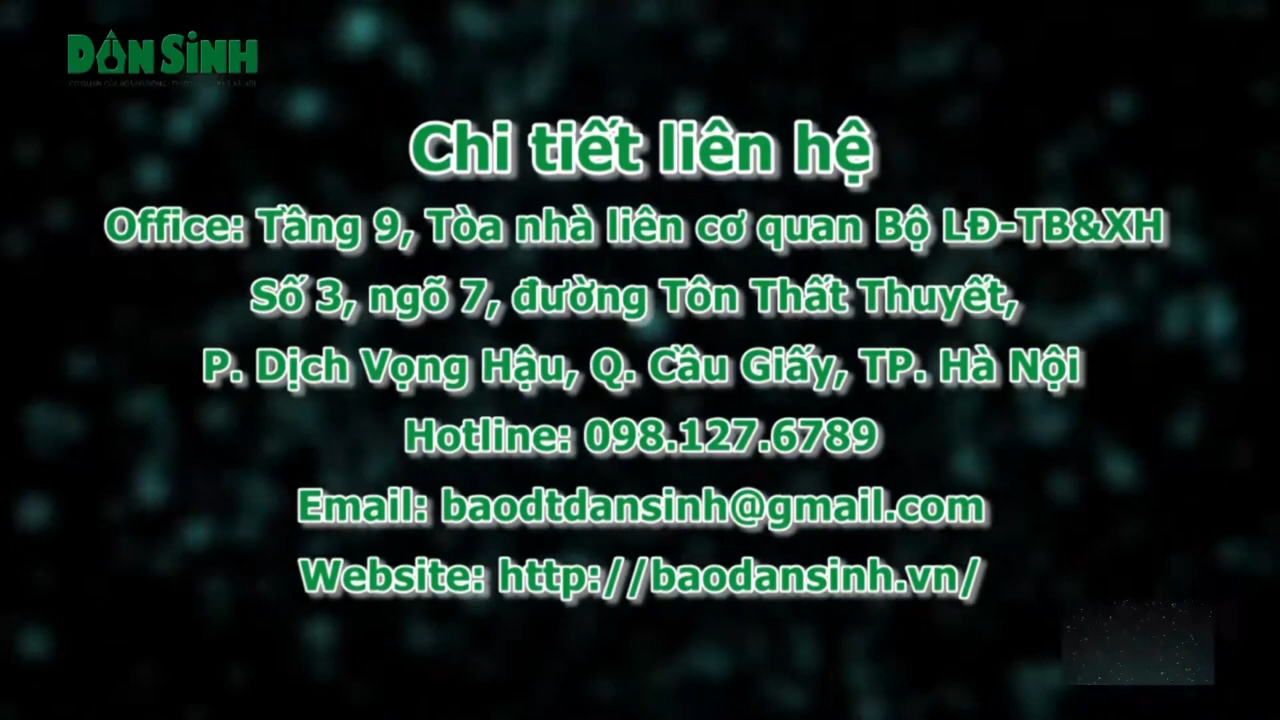 DÂN SINH
Chi tiết liên hệ
Office: Tầng 9, Tòa nhà liên cơ quan Bộ LĐ-TB&XH
Số 3, ngõ 7, đường Tôn Thất Thuyết,
P. Dịch Vọng Hậu, Q. Cầu Giấy, TP. Hà Nội
Hotline: 098.127.6789
Email: baodtdansinh@gmail.com
Website: http://baodansinh.vn/